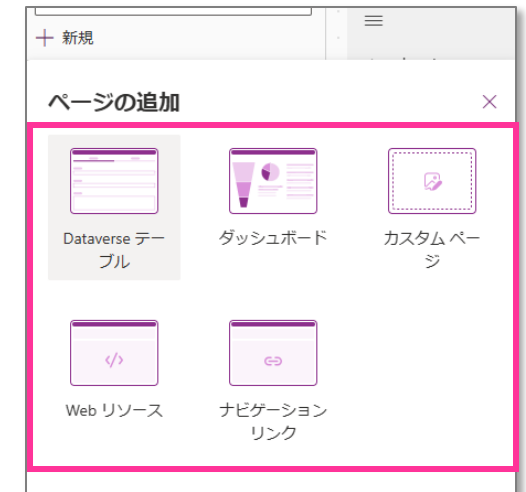 新規
ページの追加
Dataverse テー
ブル
ダッシュボード
カスタム ペー
ジ
Web リソース
ナビゲーション
リンク